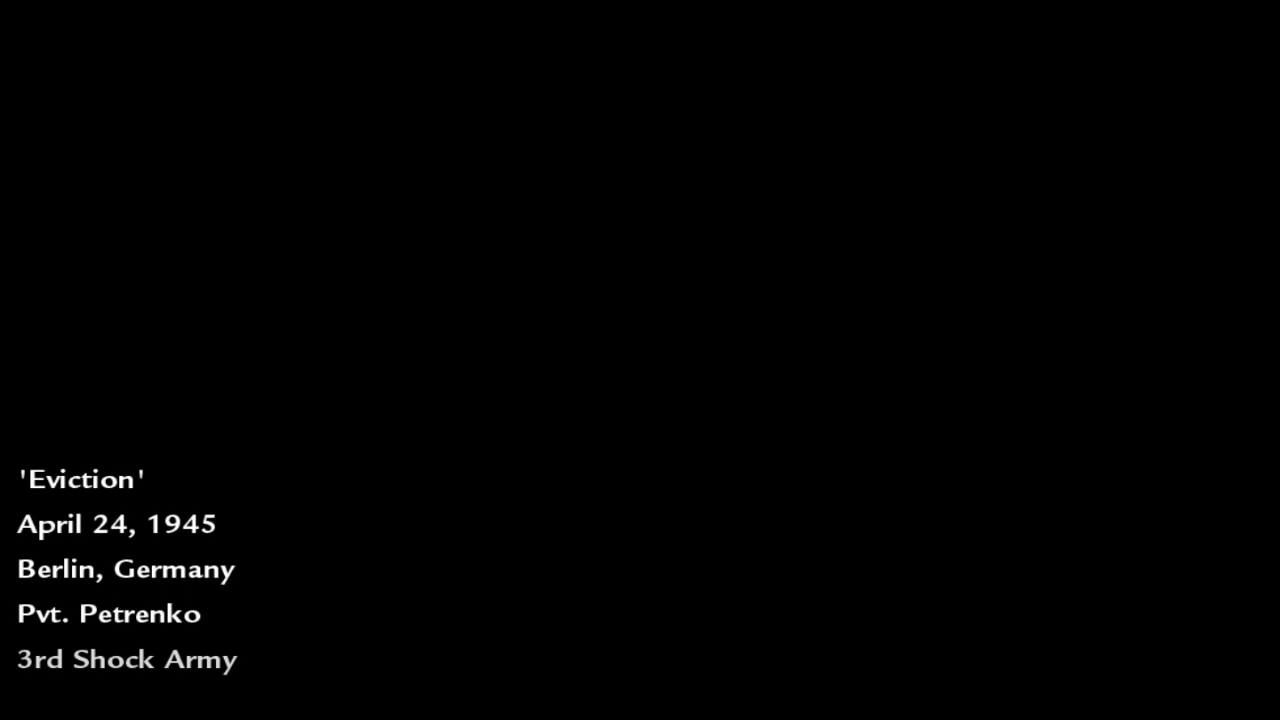 'Eviction'
April 24, 1945
Berlin, Germany
Pvt. Petrenko
3rd Shock Army